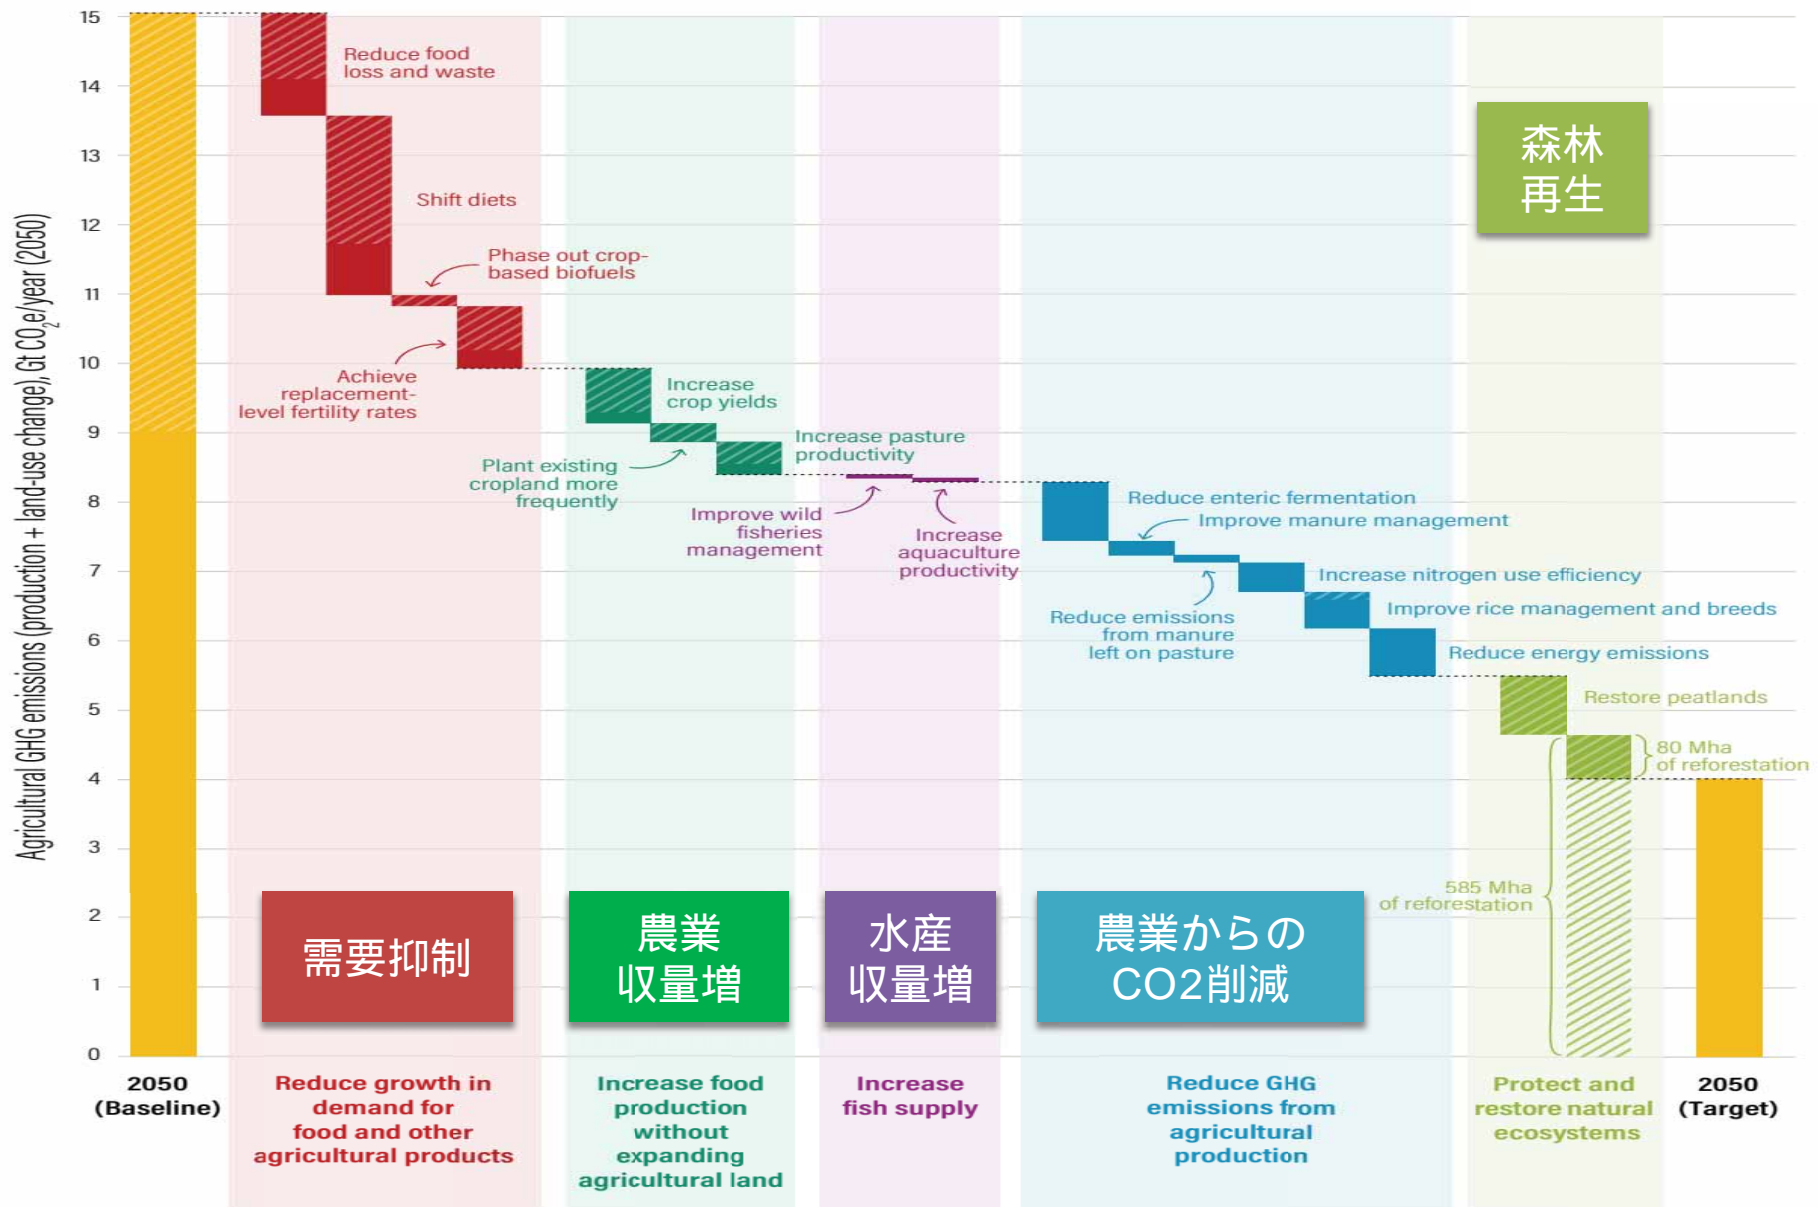 Agricultural GHG emissions (production + land-use change), Gt CO2e/year (2050)
15
14
13
12
11
10
9
8
7
6
5
4
3
2
1
0
Reduce food
loss and waste
Shift diets
Phase out crop-
based biofuels
Achieve
replacement-
level fertility rates
Increase
crop yields
Plant existing
cropland more
frequently
Increase pasture
productivity
Improve wild
fisheries
management
Increase
aquaculture
productivity
Reduce enteric fermentation
Improve manure management
Reduce emissions
from manure
left on pasture
Increase nitrogen use efficiency
Improve rice management and breeds
Reduce energy emissions
森林
再生
Restore peatlands
80 Mha
of reforestation
585 Mha
of reforestation
需要抑制
農業
収量増
水産
収量増
農業からの
CO2削減
2050
(Baseline)
Reduce growth in
demand for
food and other
agricultural products
Increase food
production
without
expanding
agricultural land
Increase
fish supply
Reduce GHG
emissions from
agricultural
production
Protect and
restore natural
ecosystems
2050
(Target)